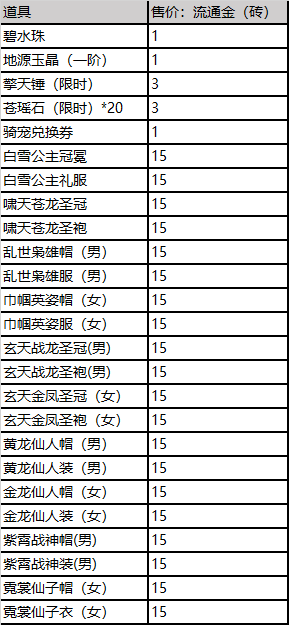 道具 售价：流通金（砖）
碧水珠 1
地源玉晶（一阶） 1
擎天锤（限时） 3
苍瑶石（限时）*20 3
骑宠兑换券 1
白雪公主冠冕 15
白雪公主礼服 15
啸天苍龙圣冠 15
啸天苍龙圣袍 15
乱世枭雄帽（男） 15
乱世枭雄服（男） 15
巾帼英姿帽（女） 15
巾帼英姿服（女） 15
玄天战龙圣冠(男) 15
玄天战龙圣袍(男) 15
玄天金凤圣冠（女） 15
玄天金凤圣袍（女） 15
黄龙仙人帽（男） 15
黄龙仙人装（男） 15
金龙仙人帽（女） 15
金龙仙人装（女） 15
紫霄战神帽(男) 15
紫霄战神装(男) 15
霓裳仙子帽（女） 15
霓裳仙子衣（女） 15